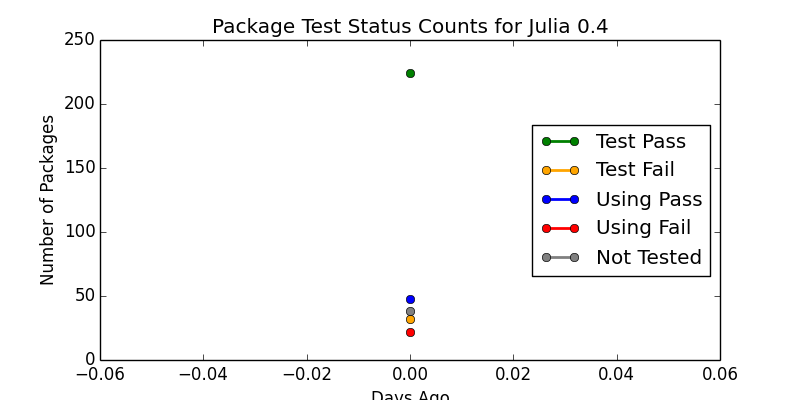 Package Test Status Counts for Julia 0.4
250
200
150
100
50
0
Number of Packages
Test Pass
Test Fail
Using Pass
Using Fail
Not Tested
−0.06 −0.04 −0.02 0.00 0.02 0.04 0.06
Days Ago